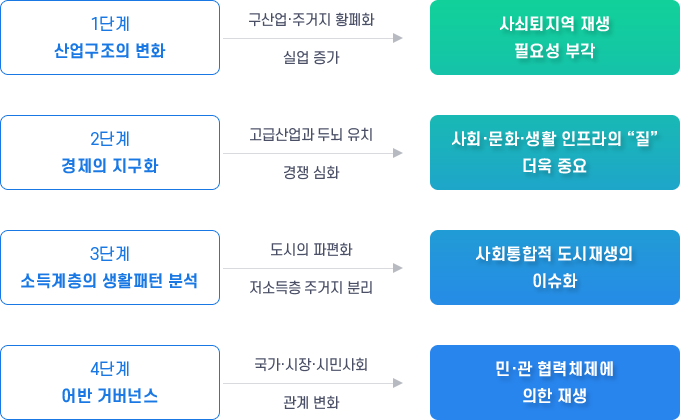 1단계
산업구조의 변화
구산업·주거지 황폐화
실업 증가
사쇠퇴지역 재생
필요성 부각
2단계
경제의 지구화
고급산업과 두뇌 유치
경쟁 심화
사회·문화·생활 인프라의 “질”
더욱 중요
3단계
소득계층의 생활패턴 분석
도시의 파편화
저소득층 주거지 분리
사회통합적 도시재생의
이슈화
4단계
어반 거버넌스
국가·시장·시민사회
관계 변화
민·관 협력체제에
의한 재생